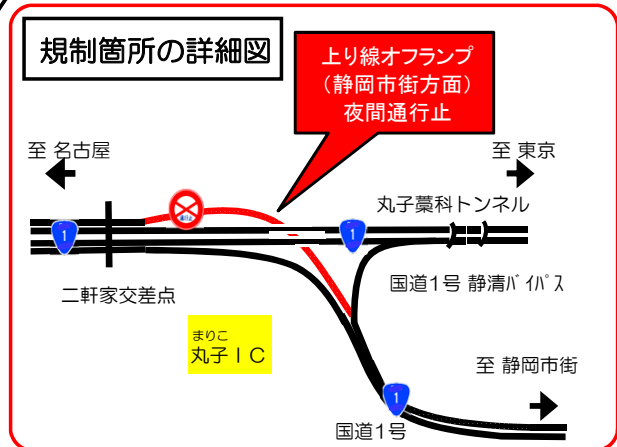 規制箇所の詳細図
上り線オフランプ
（静岡市街方面）
夜間通行止
至 名古屋
至 東京
丸子藁科トンネル
1
1
国道1号 静清バイパス
二軒家交差点
まりこ
丸子IC
至 静岡市街
1
国道1号